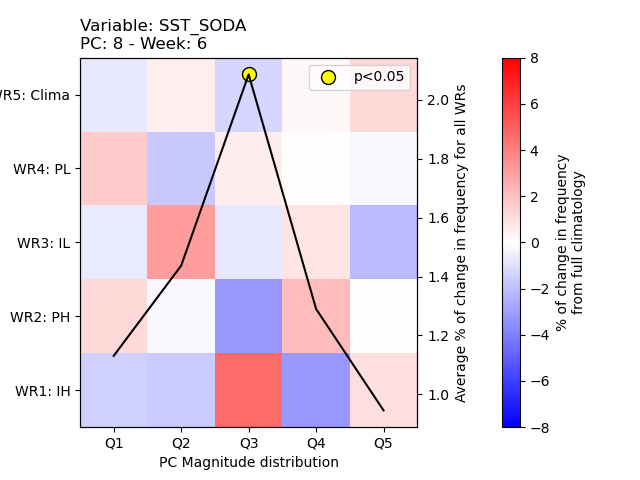 Variable: SST_SODA
PC: 8 - Week: 6
WR5: Clima
WR4: PL
WR3: IL
WR2: PH
WR1: IH
Q1 Q2 Q3 Q4 Q5
PC Magnitude distribution
p<0.05
2.0
1.8
1.6
1.4
1.2
1.0
Average % of change in frequency for all WRs
8
6
4
2
0
−2
−4
−6
−8
% of change in frequency
from full climatology